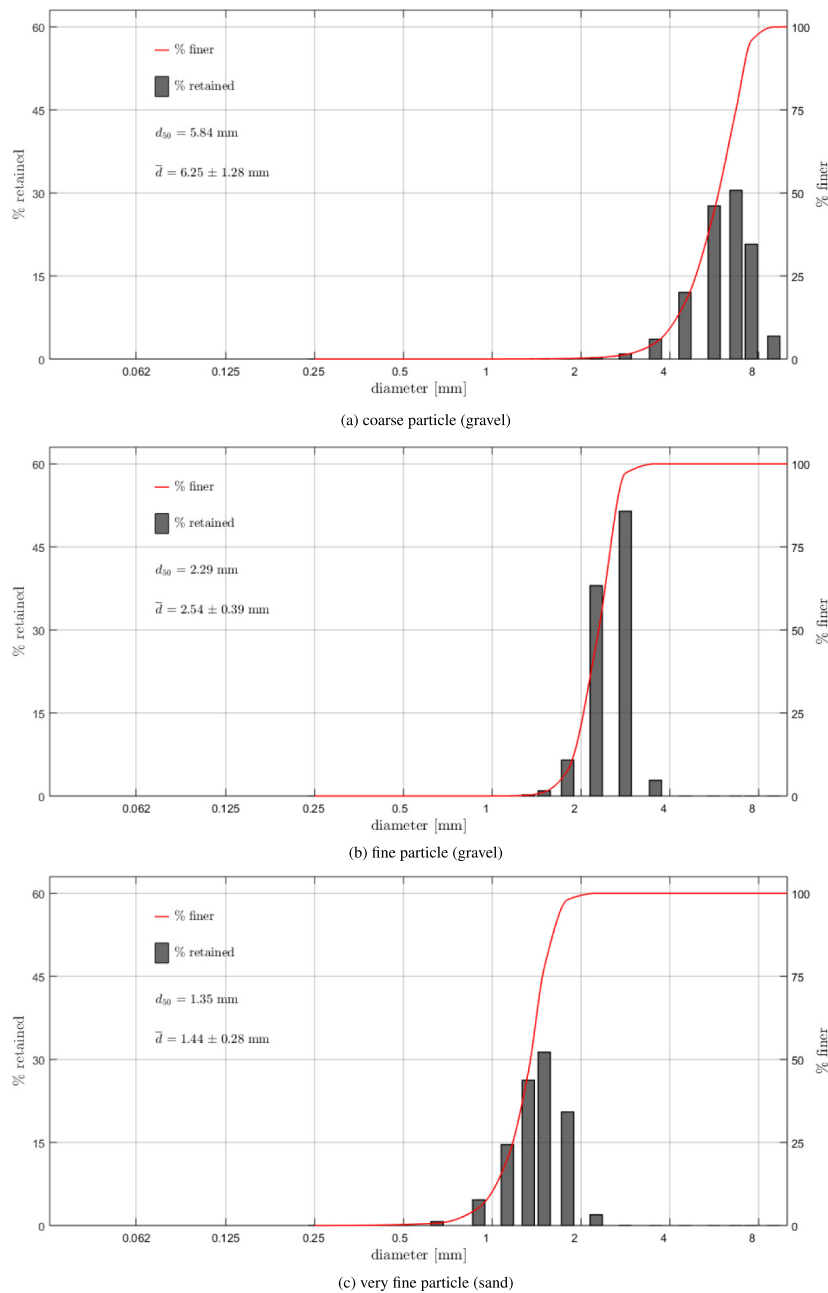 60
45
30
15
0
% retained
100
75
50
25
0
% finer
% finer
% retained
d₅₀ = 5.84 mm
d̅ = 6.25 ± 1.28 mm
0.062 0.125 0.25 0.5 1 2 4 8
diameter [mm]
(a) coarse particle (gravel)
60
45
30
15
0
% retained
100
75
50
25
0
% finer
% finer
% retained
d₅₀ = 2.29 mm
d̅ = 2.54 ± 0.39 mm
0.062 0.125 0.25 0.5 1 2 4 8
diameter [mm]
(b) fine particle (gravel)
60
45
30
15
0
% retained
100
75
50
25
0
% finer
% finer
% retained
d₅₀ = 1.35 mm
d̅ = 1.44 ± 0.28 mm
0.062 0.125 0.25 0.5 1 2 4 8
diameter [mm]
(c) very fine particle (sand)